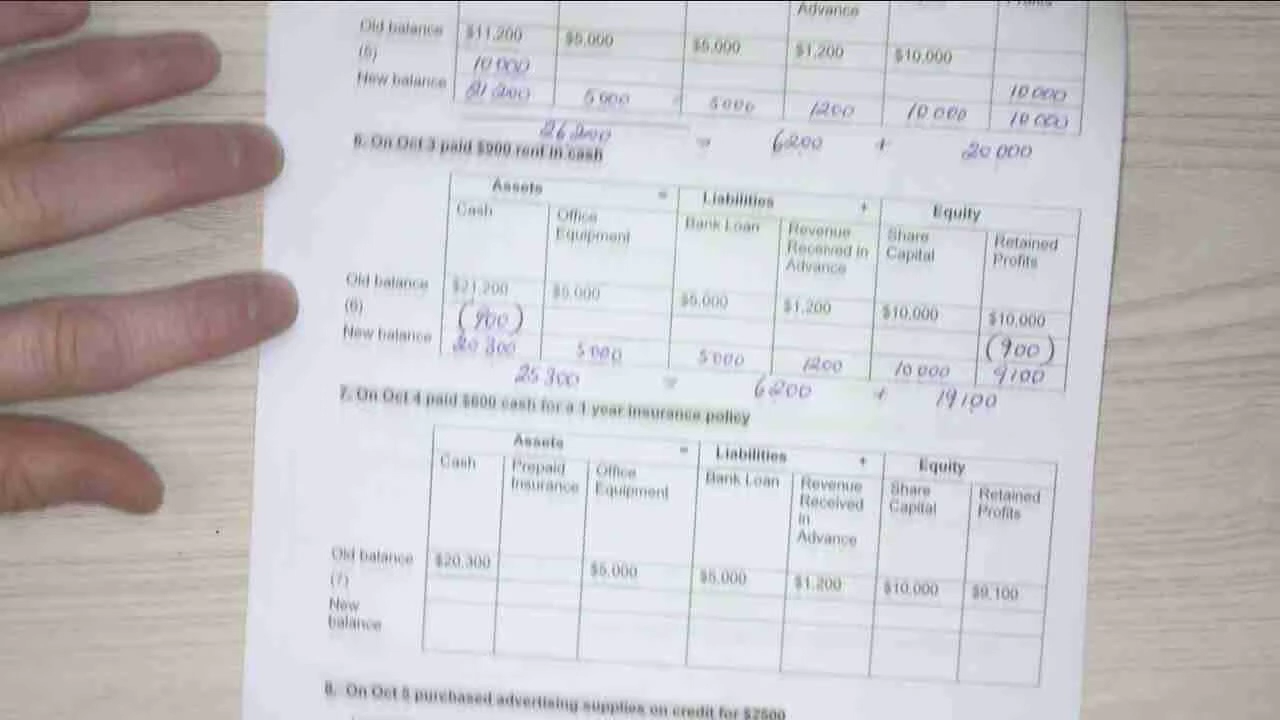 Advance
Old balance $11,200 $5,000 $5,000 $1,200 $10,000
(5) 10 000 10 000
New balance 21 200 5 000 = 5 000 1200 10 000 10 000
26 200 = 6200 + 20 000
6. On Oct 3 paid $900 rent in cash
Assets = Liabilities + Equity
Cash Office Equipment Bank Loan Revenue Received in Advance Share Capital Retained Profits
Old balance $21,200 $5,000 $5,000 $1,200 $10,000 $10,000
(6) (900) (900)
New balance 20 300 5 000 5 000 1200 10 000 9100
25 300 = 6200 + 19 100
7. On Oct 4 paid $600 cash for a 1 year insurance policy
Assets = Liabilities + Equity
Cash Prepaid Insurance Office Equipment Bank Loan Revenue Received in Advance Share Capital Retained Profits
Old balance $20,300 $5,000 $5,000 $1,200 $10,000 $9,100
(7)
New balance
8. On Oct 5 purchased advertising supplies on credit for $2500